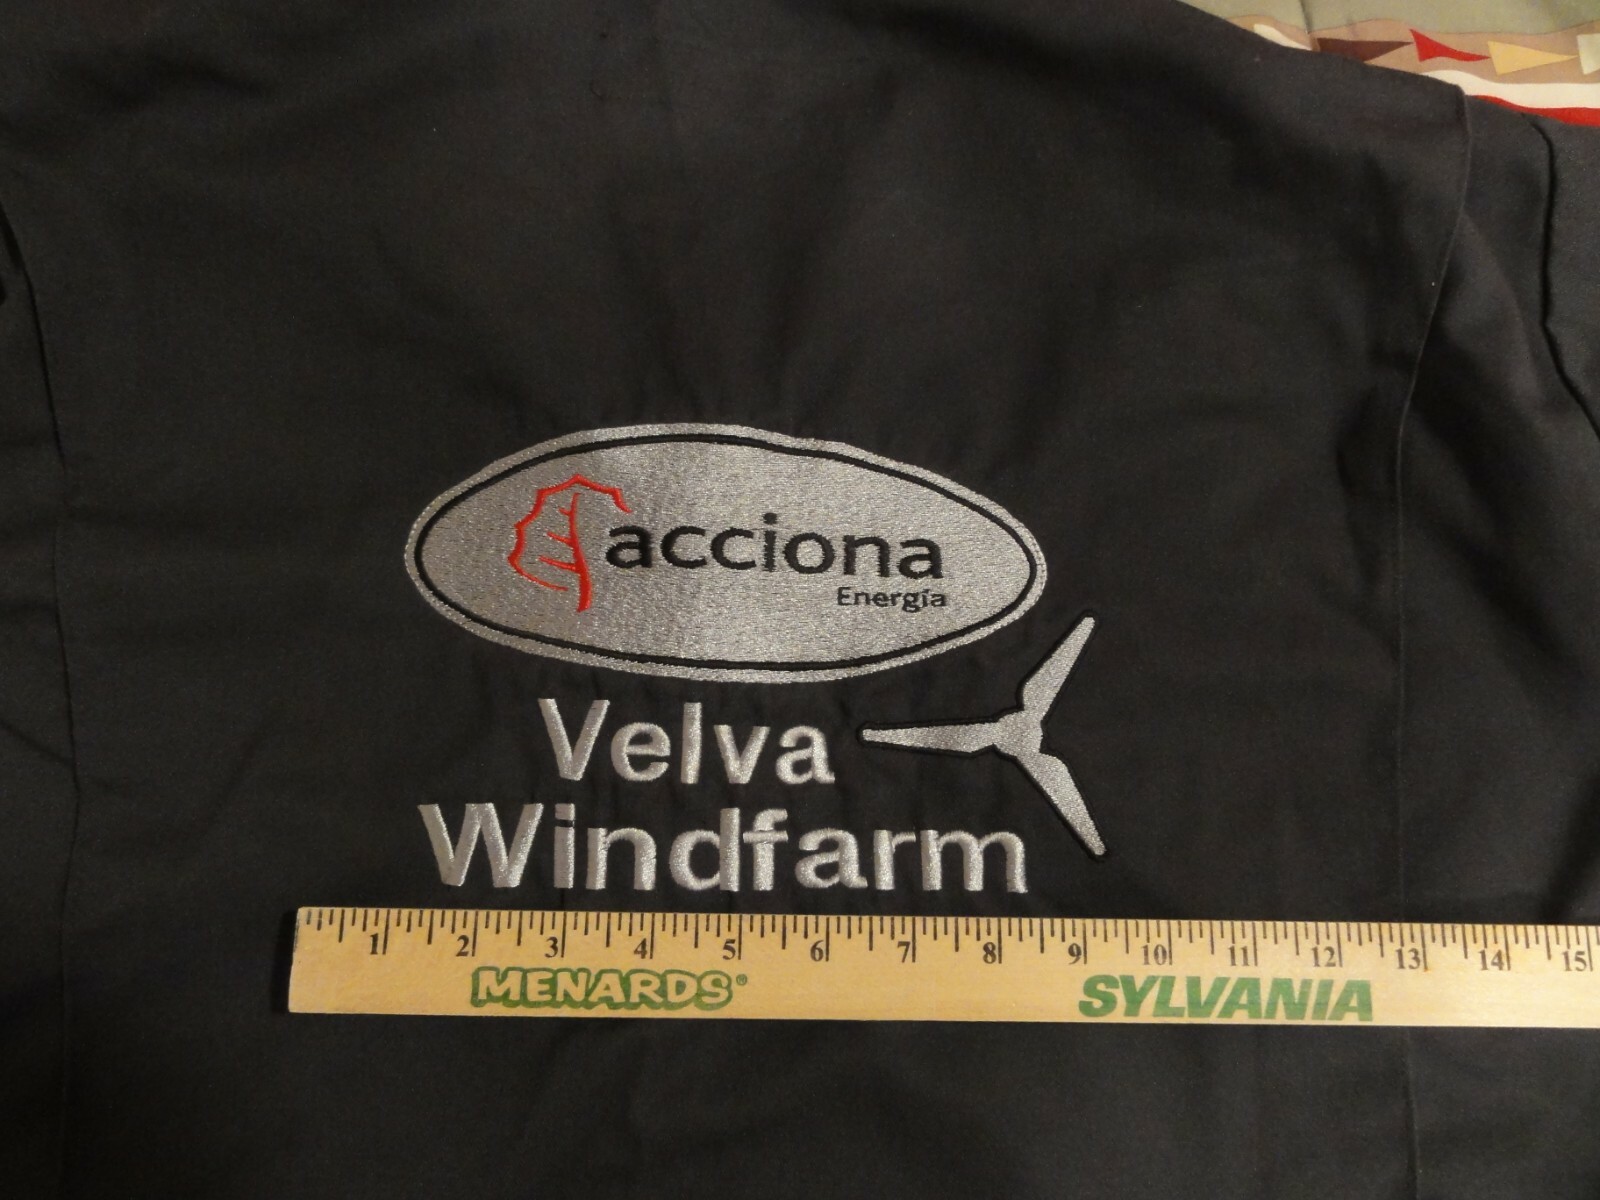 acciona
Energía
Velva
Windfarm
1 2 3 4 5 6 7 8 9 10 11 12 13 14 15
MENARDS® SYLVANIA